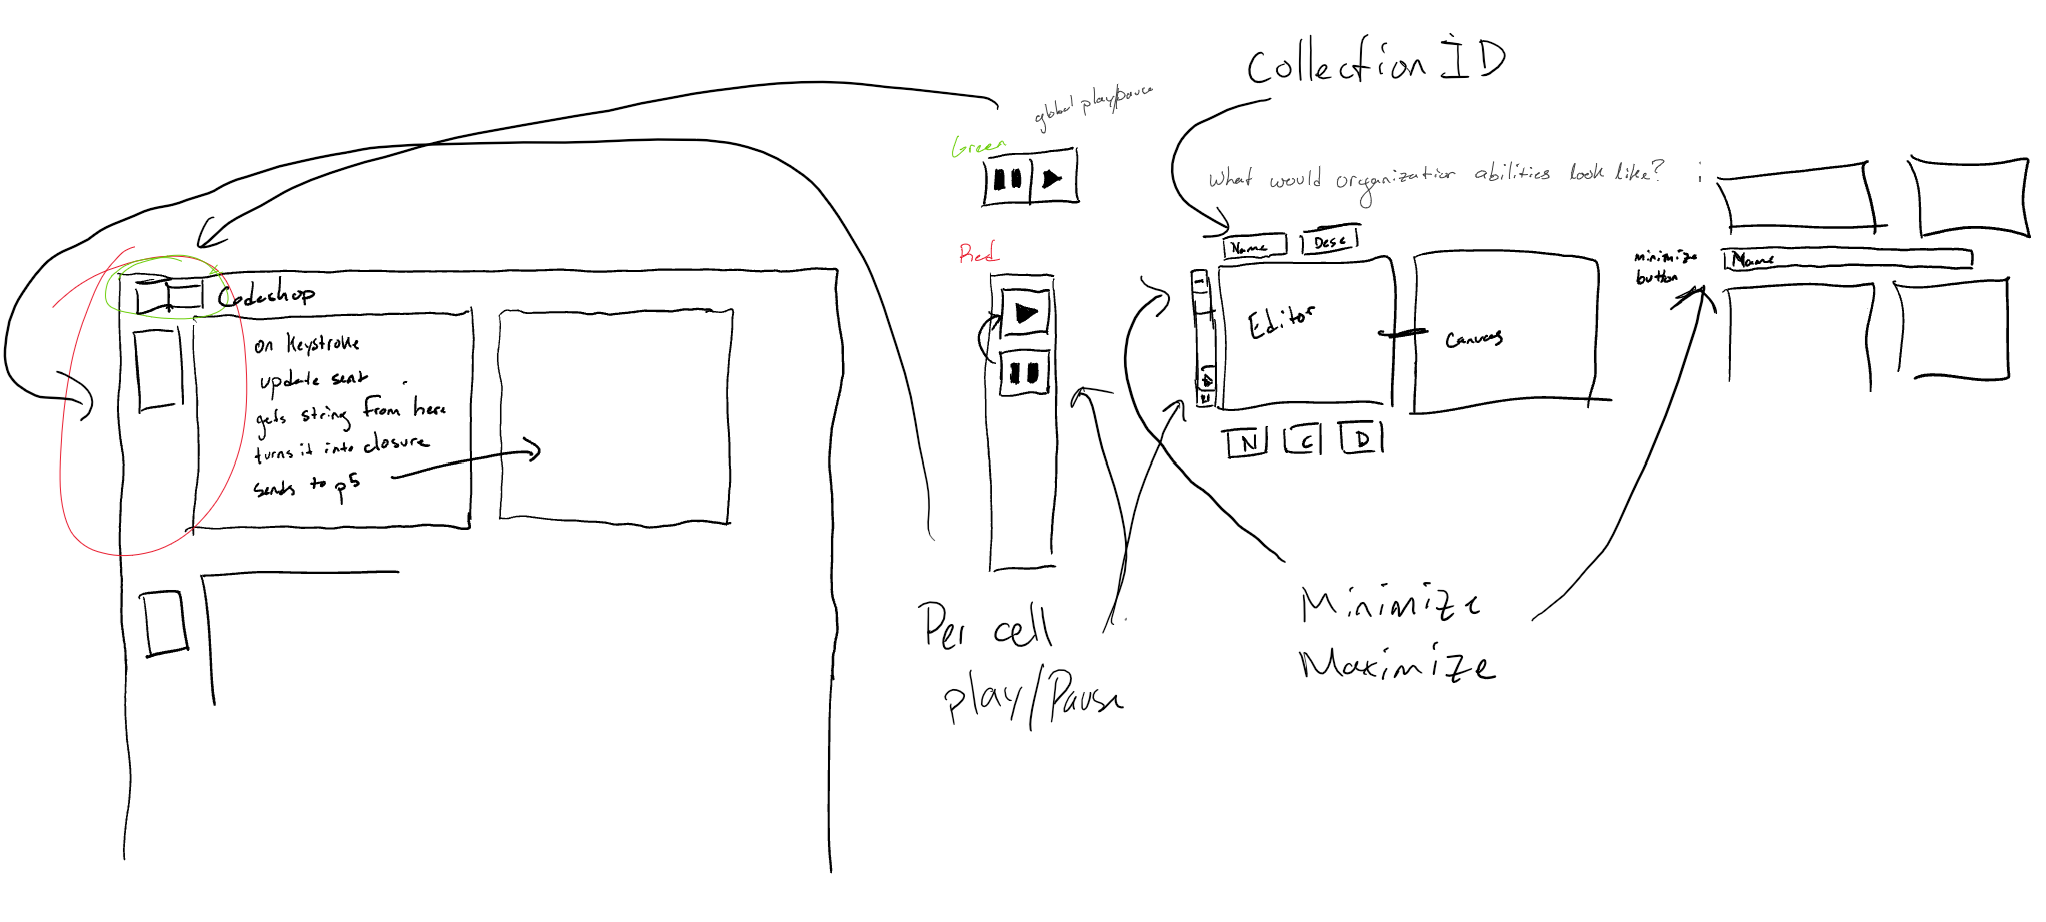 Collection ID
global play/pause
Green
What would organization abilities look like?
Red
Name
Desc
minimize
button
Name
Codeshop
on Keystroke
update sent
gets string from here
turns it into closure
sends to p5
Editor
Canvas
N
C
D
Per cell
play/Pause
Minimize
Maximize